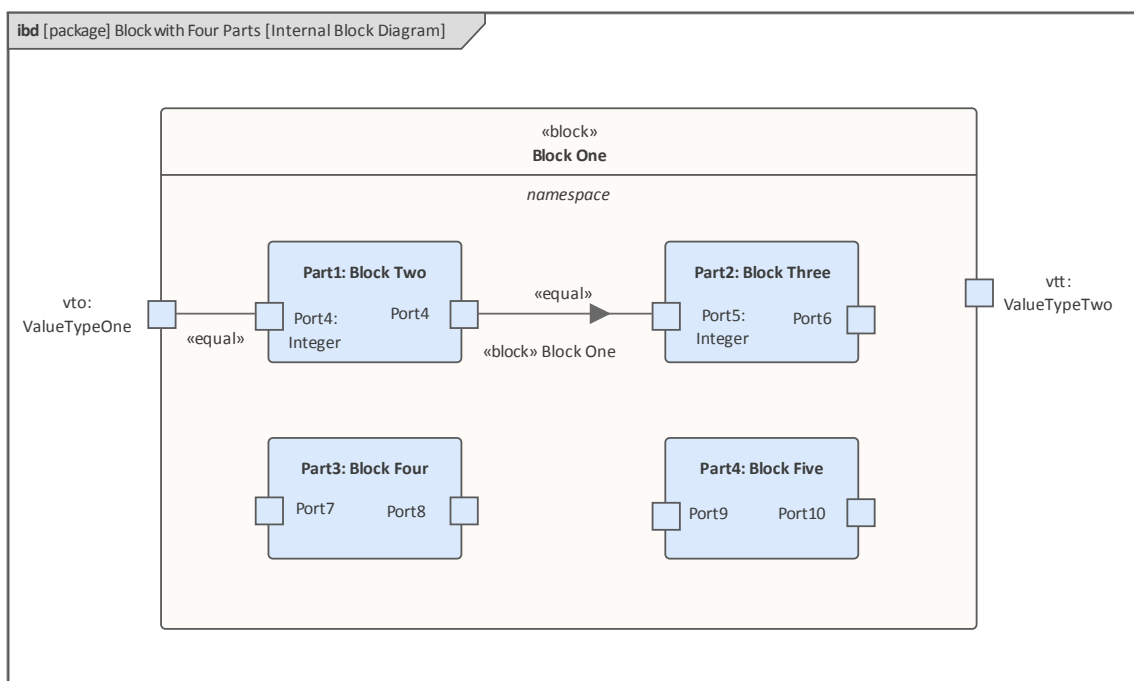 ibd [package] Block with Four Parts [Internal Block Diagram]
«block»
Block One
namespace
Part1: Block Two
Part2: Block Three
vto:
ValueTypeOne
«equal»
Port4:
Integer
Port4
«equal»
«block» Block One
Port5:
Integer
Port6
vtt:
ValueTypeTwo
Part3: Block Four
Port7
Port8
Part4: Block Five
Port9
Port10